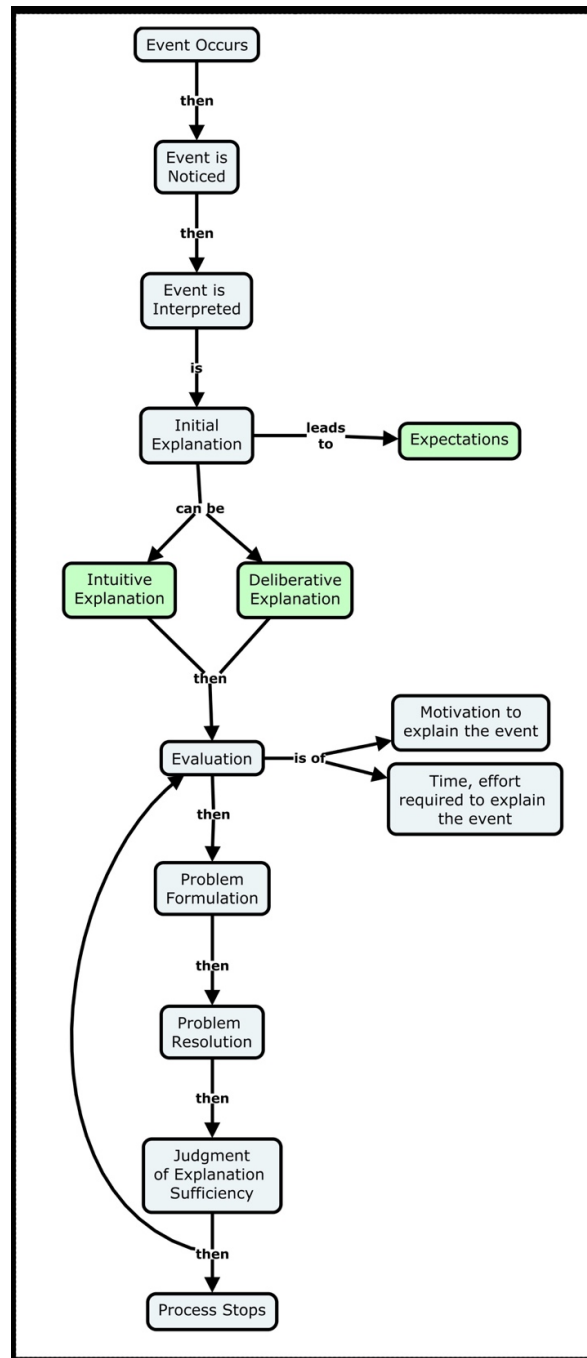 Event Occurs
then
Event is
Noticed
then
Event is
Interpreted
is
Initial
Explanation
leads
to
Expectations
can be
Intuitive
Explanation
Deliberative
Explanation
then
Evaluation
is of
Motivation to
explain the event
Time, effort
required to explain
the event
then
Problem
Formulation
then
Problem
Resolution
then
Judgment
of Explanation
Sufficiency
then
Process Stops